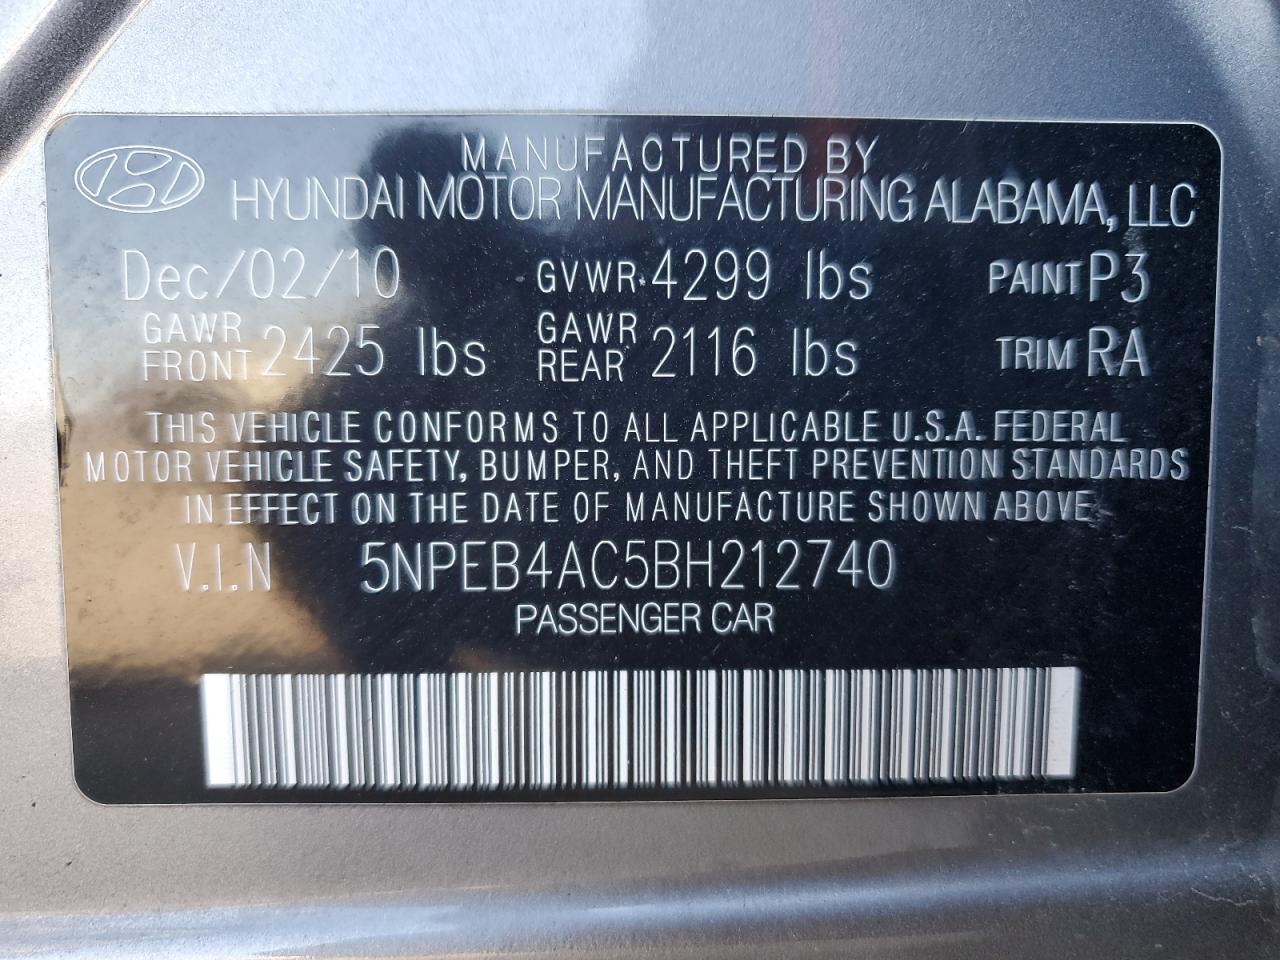 MANUFACTURED BY
HYUNDAI MOTOR MANUFACTURING ALABAMA, LLC
Dec/02/10 GVWR: 4299 lbs PAINT P3
GAWR FRONT 2425 lbs GAWR REAR 2116 lbs TRIM RA
THIS VEHICLE CONFORMS TO ALL APPLICABLE U.S.A. FEDERAL
MOTOR VEHICLE SAFETY, BUMPER, AND THEFT PREVENTION STANDARDS
IN EFFECT ON THE DATE OF MANUFACTURE SHOWN ABOVE
V.I.N 5NPEB4AC5BH212740
PASSENGER CAR